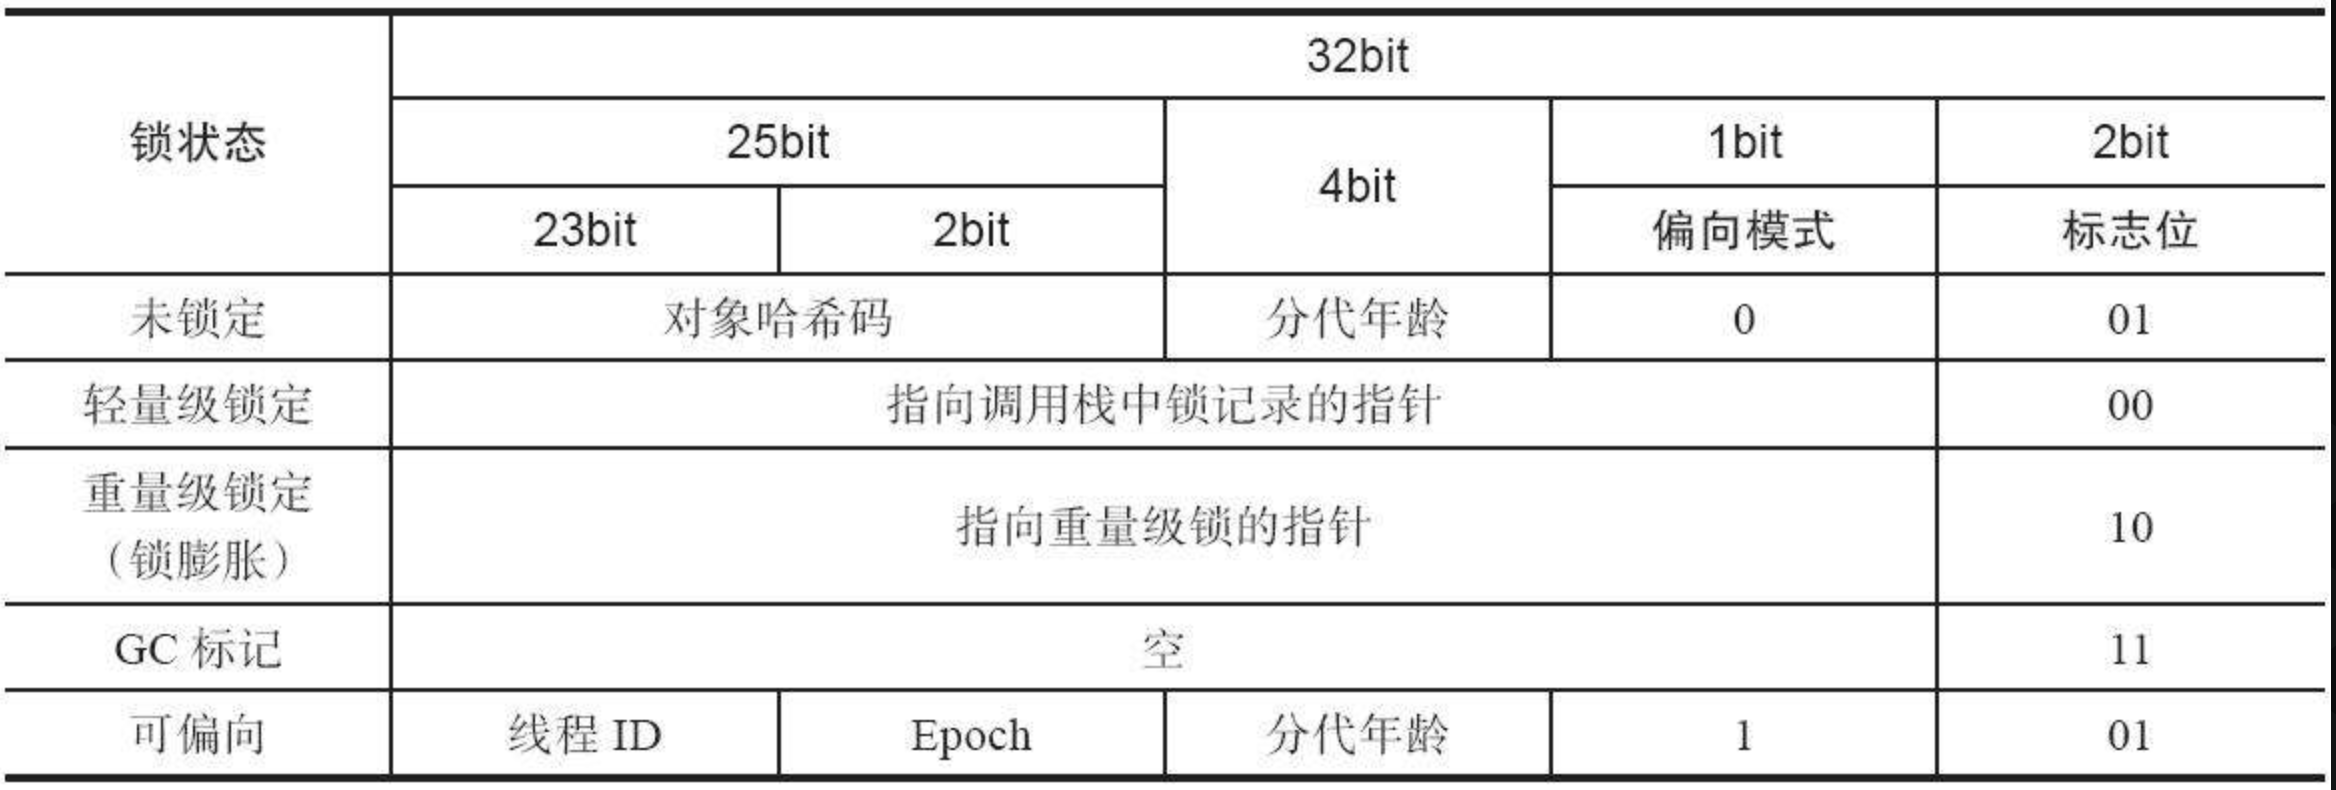 锁状态
32bit
25bit
4bit
1bit
2bit
23bit
2bit
偏向模式
标志位
未锁定
对象哈希码
分代年龄
0
01
轻量级锁定
指向调用栈中锁记录的指针
00
重量级锁定
（锁膨胀）
指向重量级锁的指针
10
GC 标记
空
11
可偏向
线程 ID
Epoch
分代年龄
1
01